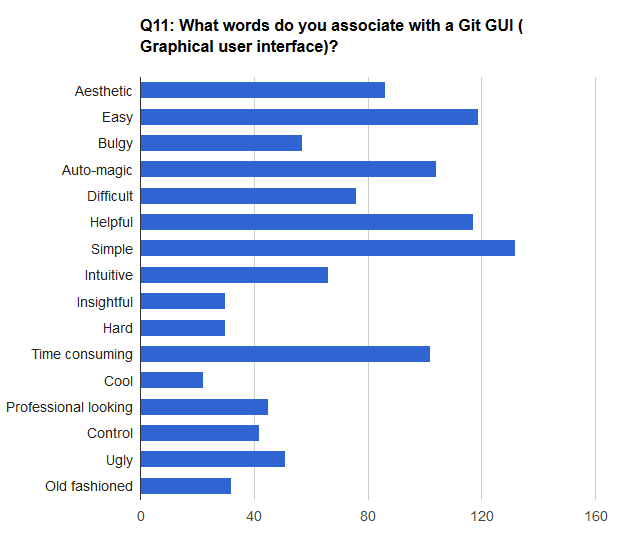 Q11: What words do you associate with a Git GUI (
Graphical user interface)?
Aesthetic
Easy
Bulgy
Auto-magic
Difficult
Helpful
Simple
Intuitive
Insightful
Hard
Time consuming
Cool
Professional looking
Control
Ugly
Old fashioned
0 40 80 120 160